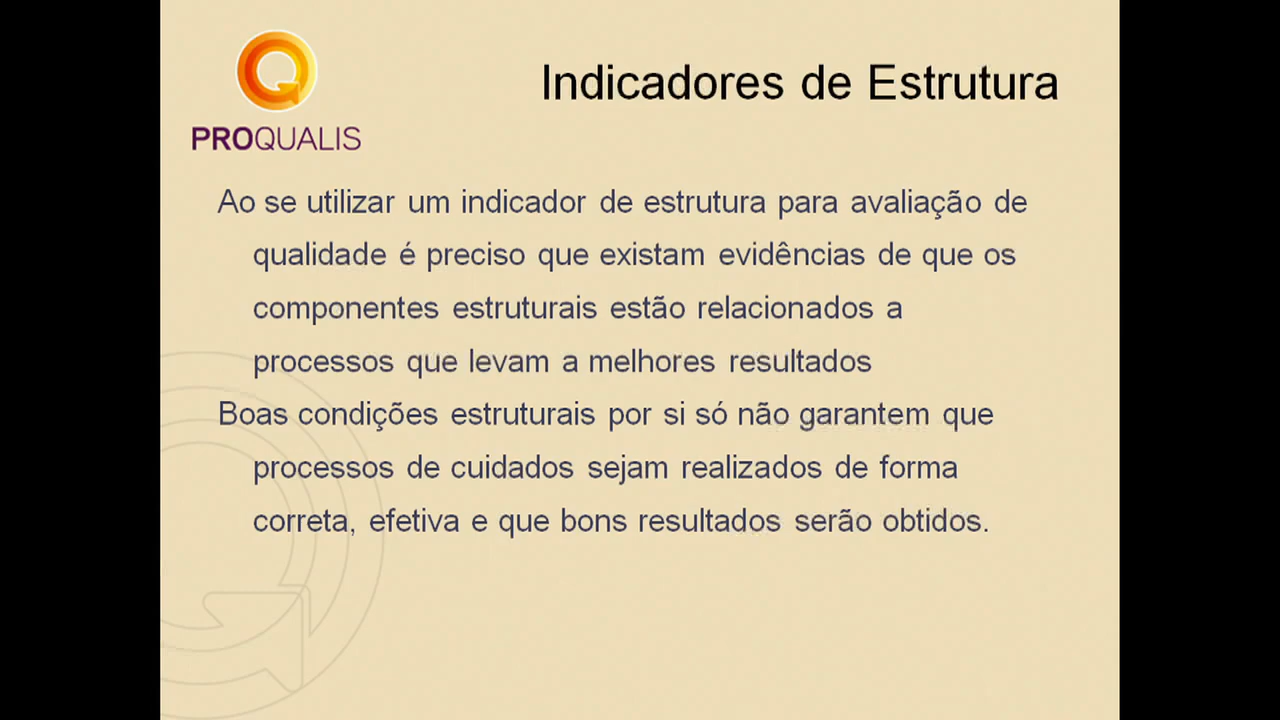 PROQUALIS
Indicadores de Estrutura
Ao se utilizar um indicador de estrutura para avaliação de
qualidade é preciso que existam evidências de que os
componentes estruturais estão relacionados a
processos que levam a melhores resultados
Boas condições estruturais por si só não garantem que
processos de cuidados sejam realizados de forma
correta, efetiva e que bons resultados serão obtidos.